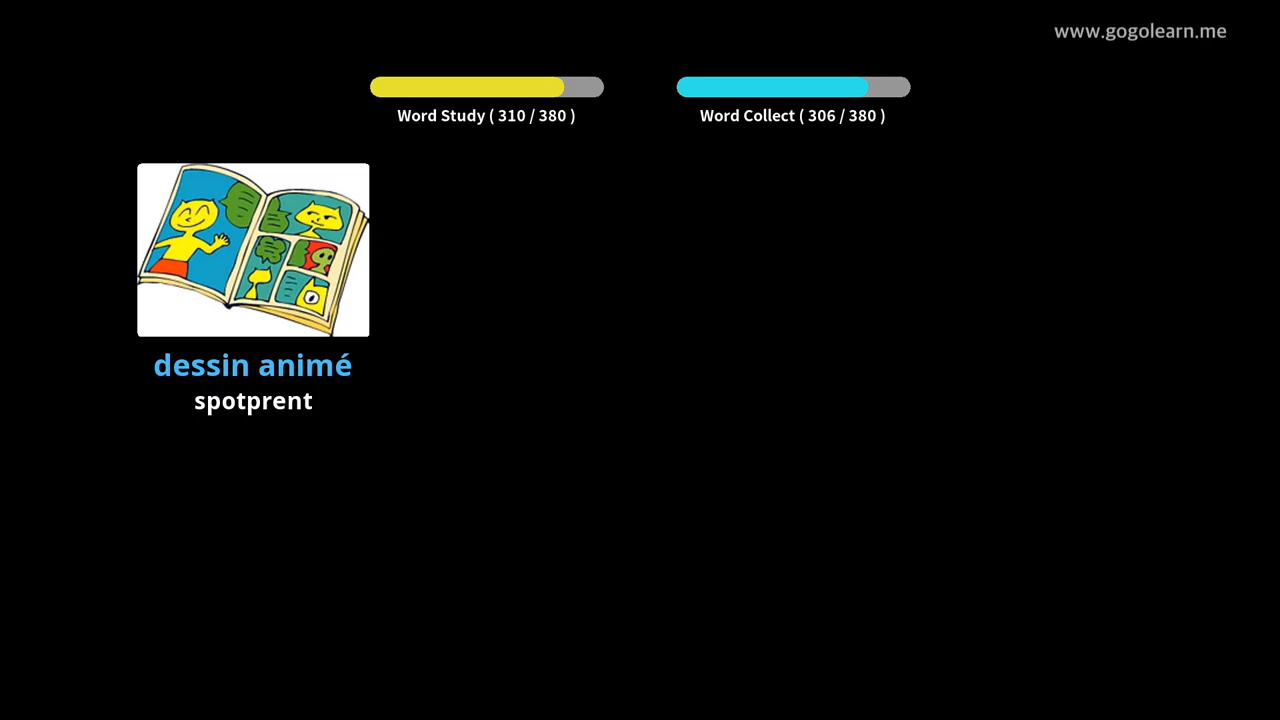 www.gogolearn.me
Word Study ( 310 / 380 )
Word Collect ( 306 / 380 )
dessin animé
spotprent